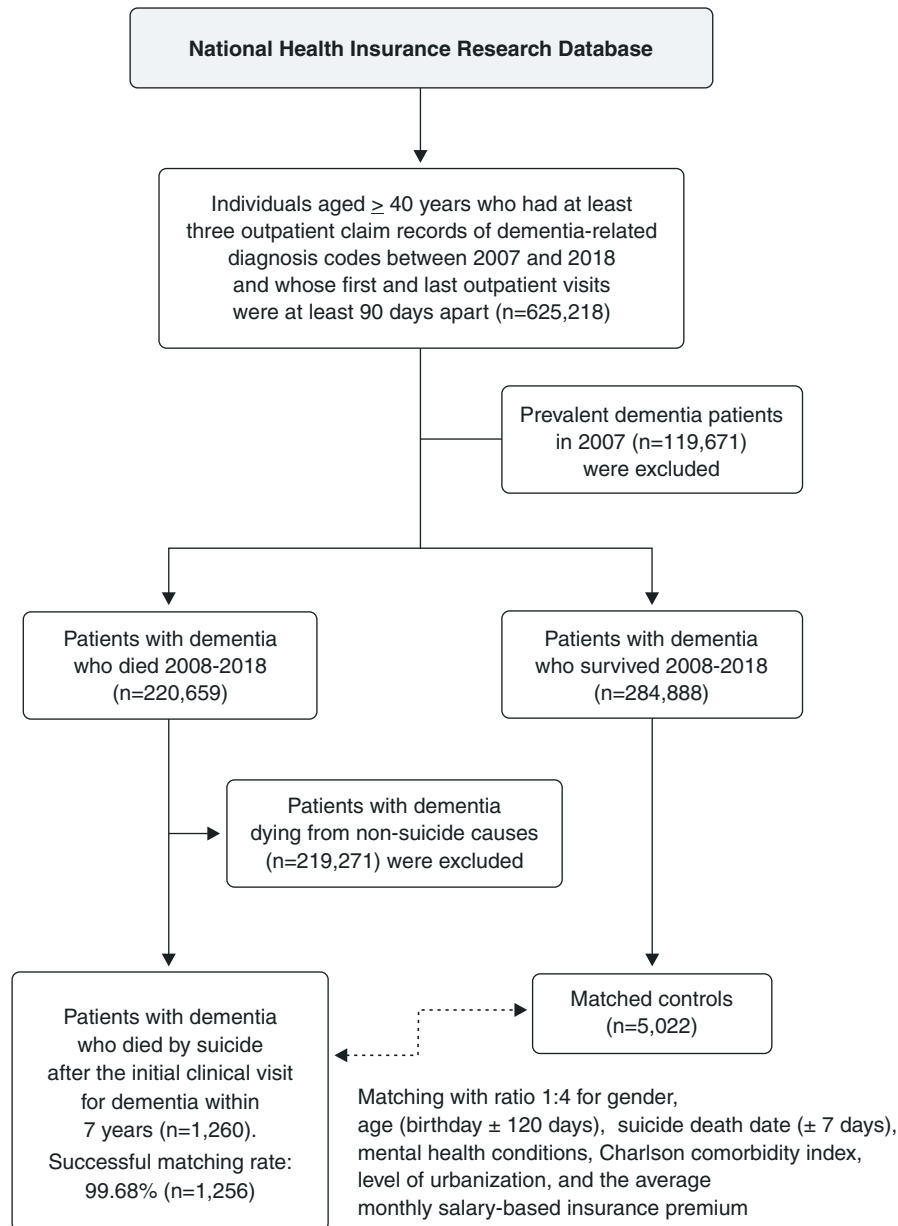 National Health Insurance Research Database
Individuals aged ≥ 40 years who had at least
three outpatient claim records of dementia-related
diagnosis codes between 2007 and 2018
and whose first and last outpatient visits
were at least 90 days apart (n=625,218)
Prevalent dementia patients
in 2007 (n=119,671)
were excluded
Patients with dementia
who died 2008-2018
(n=220,659)
Patients with dementia
who survived 2008-2018
(n=284,888)
Patients with dementia
dying from non-suicide causes
(n=219,271) were excluded
Patients with dementia
who died by suicide
after the initial clinical visit
for dementia within
7 years (n=1,260).
Successful matching rate:
99.68% (n=1,256)
Matched controls
(n=5,022)
Matching with ratio 1:4 for gender,
age (birthday ± 120 days), suicide death date (± 7 days),
mental health conditions, Charlson comorbidity index,
level of urbanization, and the average
monthly salary-based insurance premium